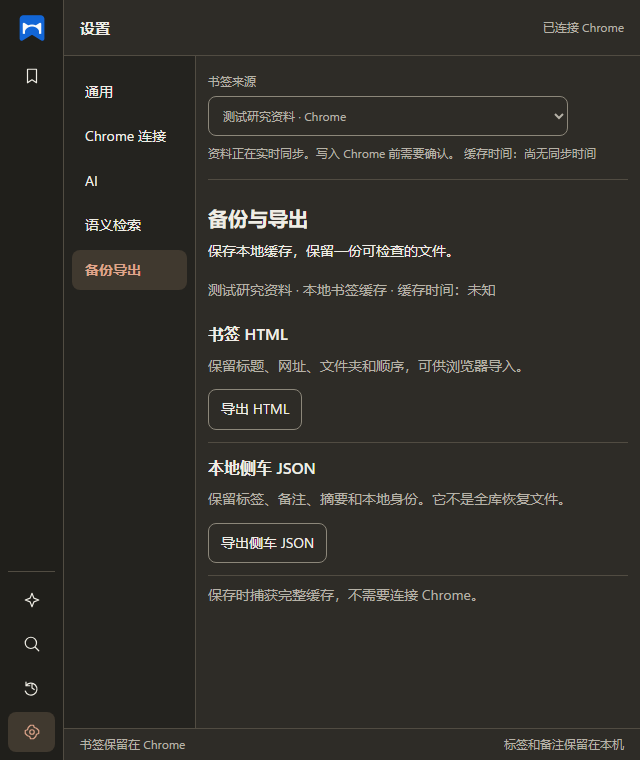 设置
已连接 Chrome
通用
Chrome 连接
AI
语义检索
备份导出
书签来源
测试研究资料 · Chrome
资料正在实时同步。写入 Chrome 前需要确认。 缓存时间：尚无同步时间
备份与导出
保存本地缓存，保留一份可检查的文件。
测试研究资料 · 本地书签缓存 · 缓存时间：未知
书签 HTML
保留标题、网址、文件夹和顺序，可供浏览器导入。
导出 HTML
本地侧车 JSON
保留标签、备注、摘要和本地身份。它不是全库恢复文件。
导出侧车 JSON
保存时捕获完整缓存，不需要连接 Chrome。
书签保留在 Chrome
标签和备注保留在本机